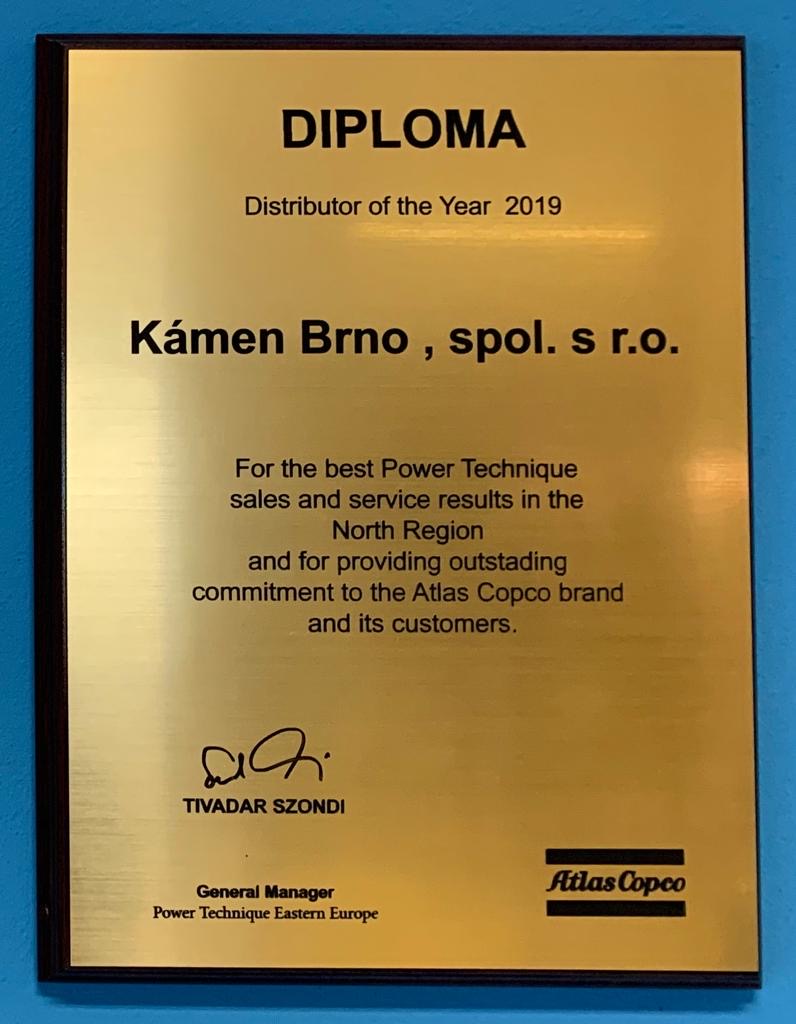 DIPLOMA
Distributor of the Year 2019
Kámen Brno , spol. s r.o.
For the best Power Technique
sales and service results in the
North Region
and for providing outstading
commitment to the Atlas Copco brand
and its customers.
TIVADAR SZONDI
General Manager
Power Technique Eastern Europe
Atlas Copco